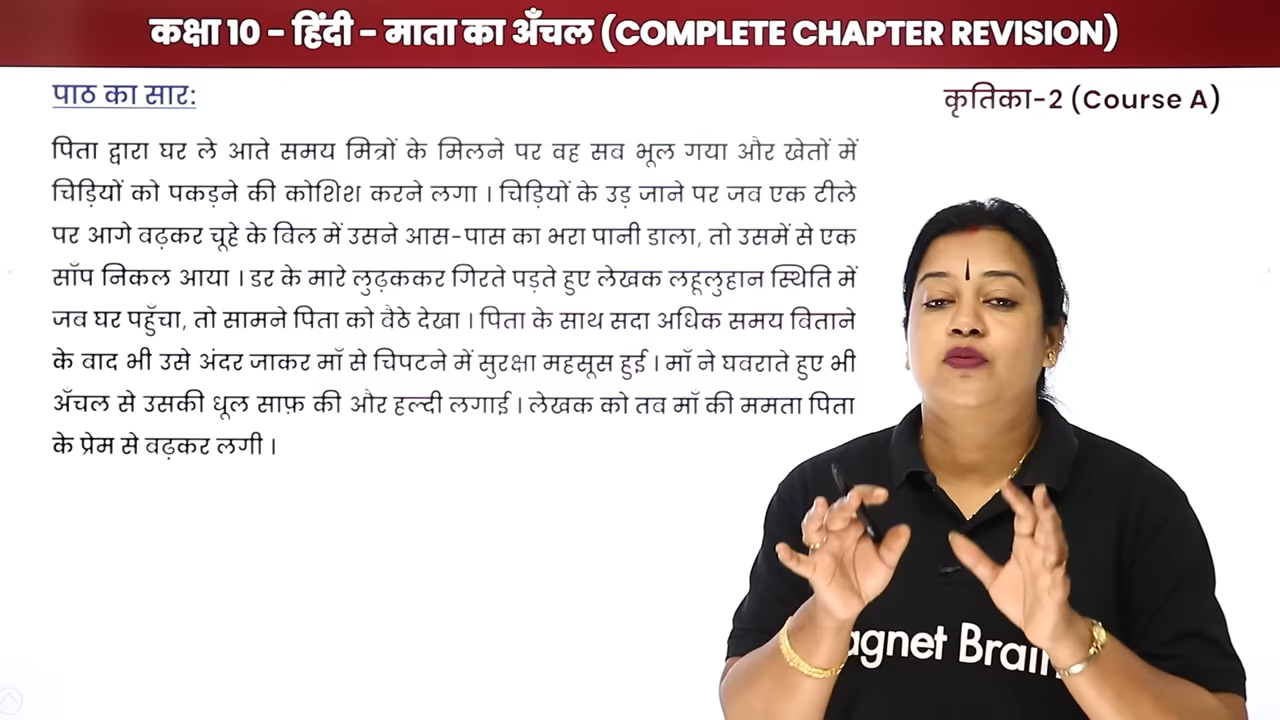 कक्षा 10 - हिंदी - माता का अँचल (COMPLETE CHAPTER REVISION)
पाठ का सार:
कृतिका-2 (Course A)
पिता द्वारा घर ले आते समय मित्रों के मिलने पर वह सब भूल गया और खेतों में
चिड़ियों को पकड़ने की कोशिश करने लगा । चिड़ियों के उड़ जाने पर जब एक टीले
पर आगे बढ़कर चूहे के बिल में उसने आस-पास का भरा पानी डाला, तो उसमें से एक
साँप निकल आया । डर के मारे लुढ़ककर गिरते पड़ते हुए लेखक लहूलुहान स्थिति में
जब घर पहुँचा, तो सामने पिता को बैठे देखा । पिता के साथ सदा अधिक समय बिताने
के बाद भी उसे अंदर जाकर माँ से चिपटने में सुरक्षा महसूस हुई । माँ ने घबराते हुए भी
अँचल से उसकी धूल साफ़ की और हल्दी लगाई । लेखक को तब माँ की ममता पिता
के प्रेम से बढ़कर लगी ।
agnet Brain